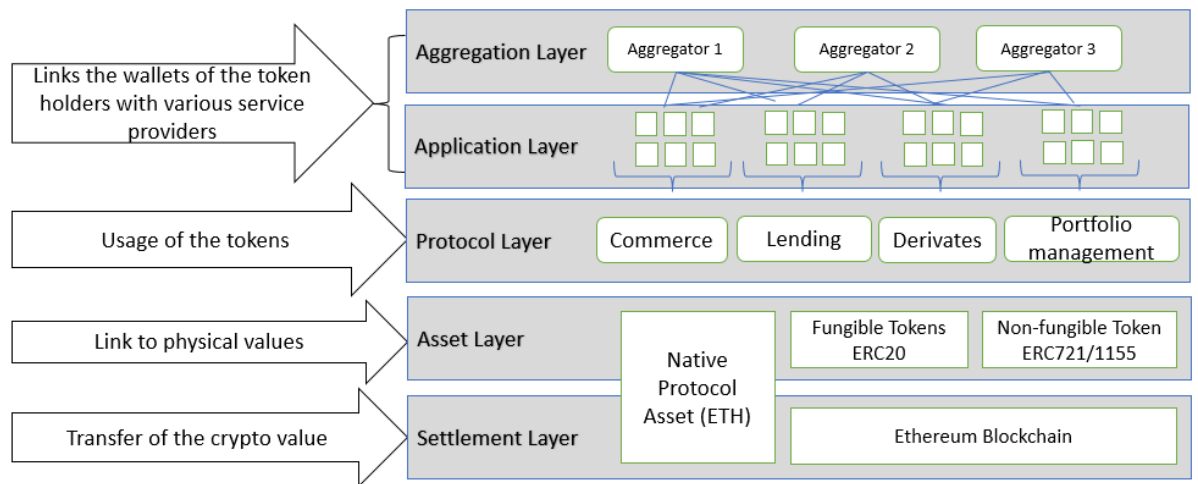 Links the wallets of the token
holders with various service
providers
Aggregation Layer
Aggregator 1
Aggregator 2
Aggregator 3
Application Layer
Usage of the tokens
Protocol Layer
Commerce
Lending
Derivates
Portfolio
management
Link to physical values
Asset Layer
Native
Protocol
Asset (ETH)
Fungible Tokens
ERC20
Non-fungible Token
ERC721/1155
Transfer of the crypto value
Settlement Layer
Ethereum Blockchain